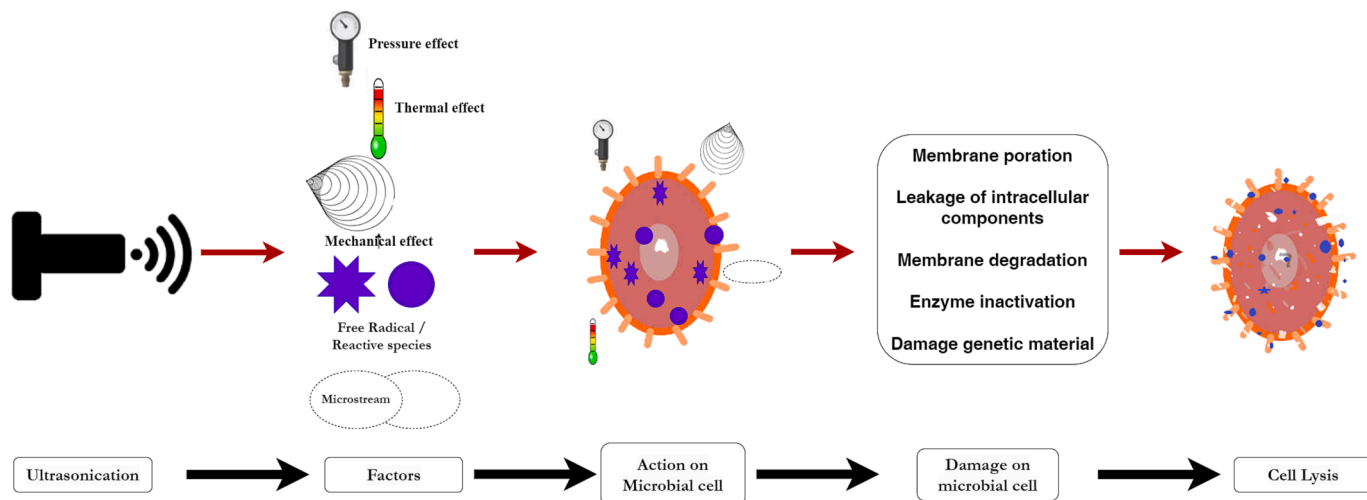 Pressure effect
Thermal effect
Mechanical effect
Free Radical /
Reactive species
Microstream
Membrane poration
Leakage of intracellular
components
Membrane degradation
Enzyme inactivation
Damage genetic material
Ultrasonication
Factors
Action on
Microbial cell
Damage on
microbial cell
Cell Lysis